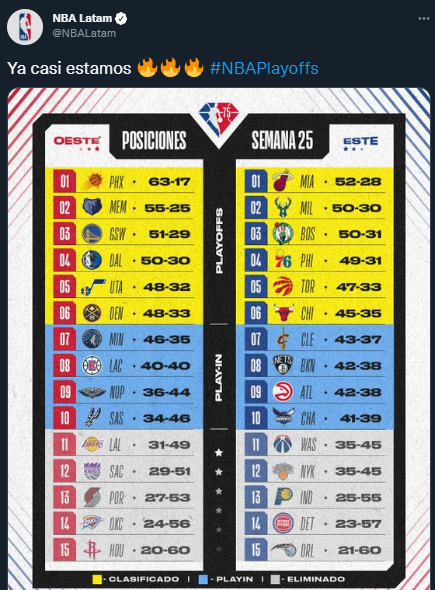 NBA Latam
@NBALatam
Ya casi estamos 🔥🔥🔥 #NBAPlayoffs
75
OESTE POSICIONES SEMANA 25 ESTE
01 PHX · 63-17
02 MEM · 55-25
03 GSW · 51-29
04 DAL · 50-30
05 UTA · 48-32
06 DEN · 48-33
07 MIN · 46-35
08 LAC · 40-40
09 NOP · 36-44
10 SAS · 34-46
11 LAL · 31-49
12 SAC · 29-51
13 POR · 27-53
14 OKC · 24-56
15 HOU · 20-60
PLAYOFFS
PLAY-IN
01 MIA · 52-28
02 MIL · 50-30
03 BOS · 50-31
04 PHI · 49-31
05 TOR · 47-33
06 CHI · 45-35
07 CLE · 43-37
08 BKN · 42-38
09 ATL · 42-38
10 CHA · 41-39
11 WAS · 35-45
12 NYK · 35-45
13 IND · 25-55
14 DET · 23-57
15 ORL · 21-60
- CLASIFICADO | - PLAYIN | - ELIMINADO